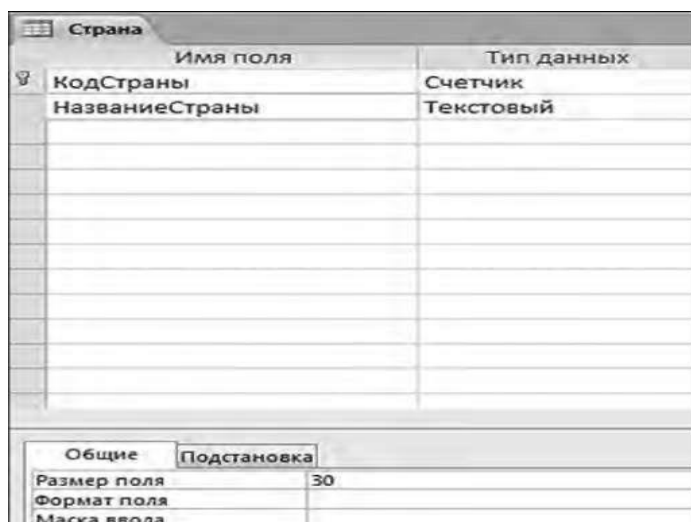 Страна
Имя поля Тип данных
КодСтраны Счетчик
НазваниеСтраны Текстовый
Общие Подстановка
Размер поля 30
Формат поля
Маска ввода